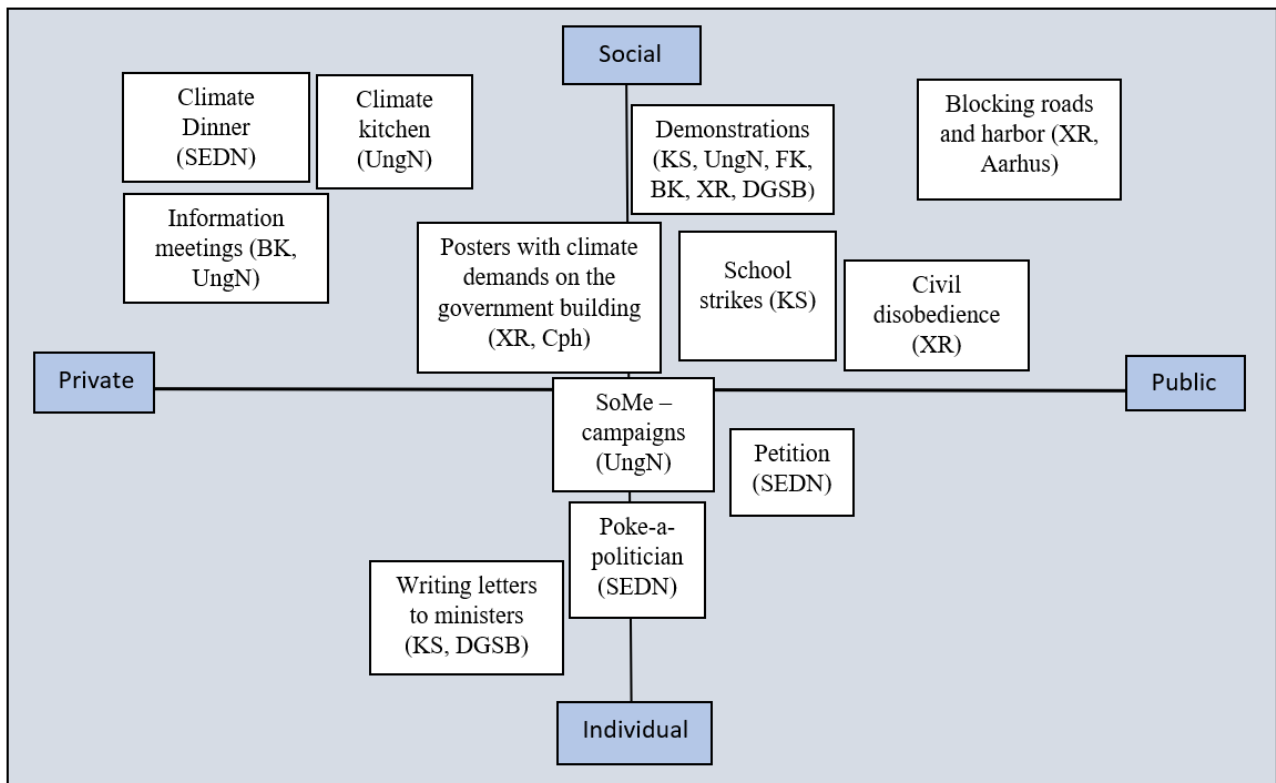 Social
Climate
Dinner
(SEDN)
Climate
kitchen
(UngN)
Demonstrations
(KS, UngN, FK,
BK, XR, DGSB)
Blocking roads
and harbor (XR,
Aarhus)
Information
meetings (BK,
UngN)
Posters with climate
demands on the
government building
(XR, Cph)
School
strikes (KS)
Civil
disobedience
(XR)
Private
Public
SoMe –
campaigns
(UngN)
Petition
(SEDN)
Poke-a-
politician
(SEDN)
Writing letters
to ministers
(KS, DGSB)
Individual